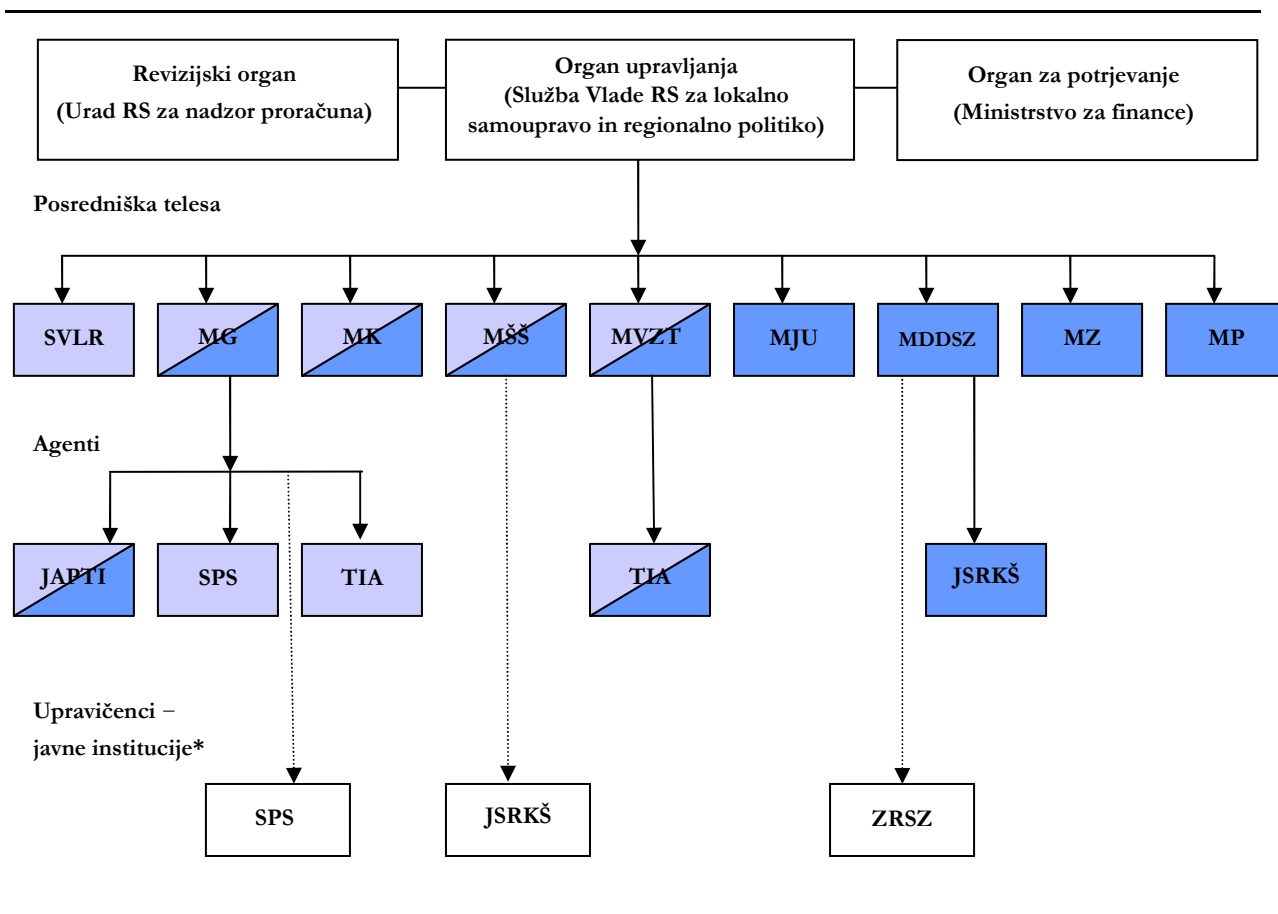 Revizijski organ
(Urad RS za nadzor proračuna)
Organ upravljanja
(Služba Vlade RS za lokalno
samoupravo in regionalno politiko)
Organ za potrjevanje
(Ministrstvo za finance)
Posredniška telesa
SVLR
MG
MK
MŠŠ
MVZT
MJU
MDDSZ
MZ
MP
Agenti
JAPTI
SPS
TIA
TIA
JSRKŠ
Upravičenci –
javne institucije*
SPS
JSRKŠ
ZRSZ